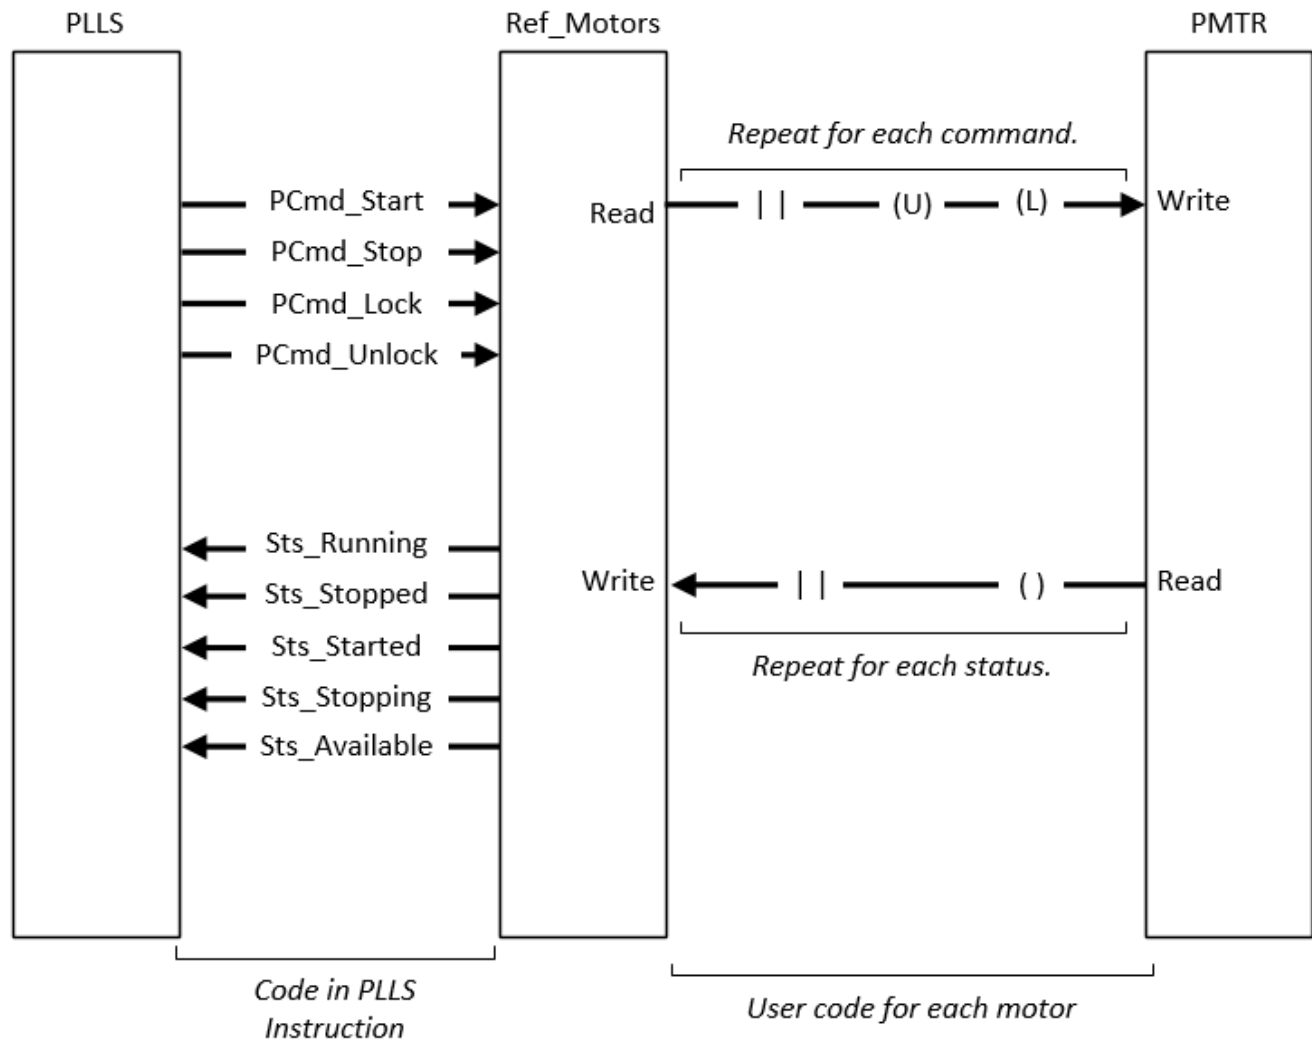 PLLS
Ref_Motors
PMTR
Repeat for each command.
PCmd_Start
Read
| |
(U)
(L)
Write
PCmd_Stop
PCmd_Lock
PCmd_Unlock
Sts_Running
Sts_Stopped
Write
| |
( )
Read
Sts_Started
Repeat for each status.
Sts_Stopping
Sts_Available
Code in PLLS
Instruction
User code for each motor